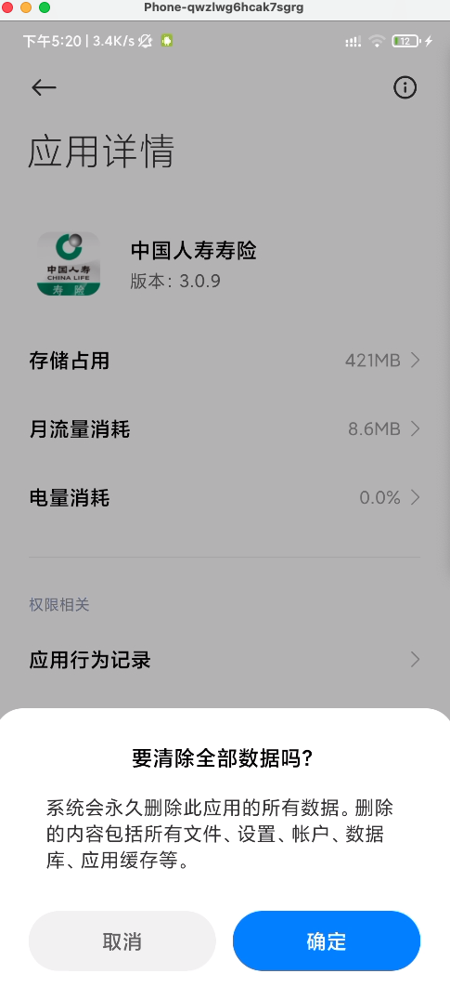 Phone-qwzlwg6hcak7sgrg
下午5:20 | 3.4K/s
12
应用详情
中国人寿
CHINA LIFE
寿险
中国人寿寿险
版本：3.0.9
存储占用 421MB
月流量消耗 8.6MB
电量消耗 0.0%
权限相关
应用行为记录
要清除全部数据吗?
系统会永久删除此应用的所有数据。删除
的内容包括所有文件、设置、帐户、数据
库、应用缓存等。
取消 确定